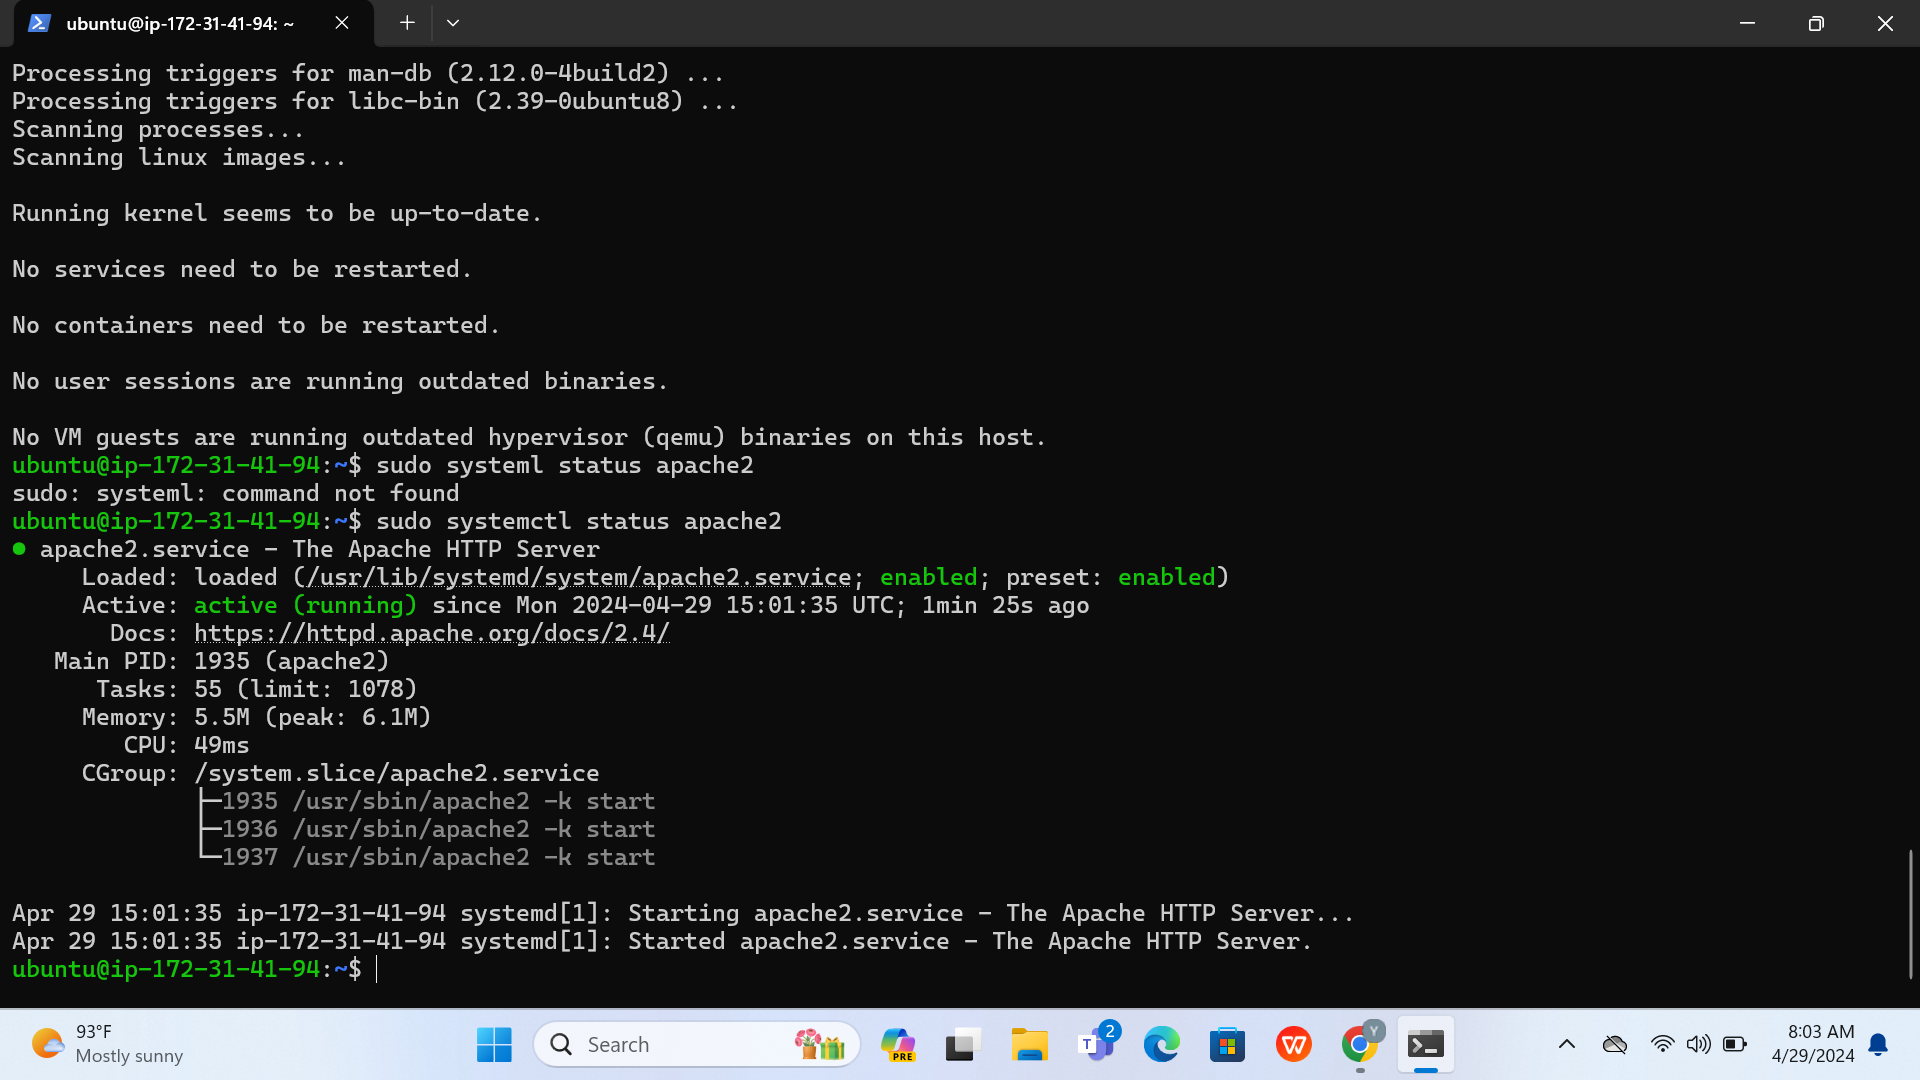 ubuntu@ip-172-31-41-94: ~
Processing triggers for man-db (2.12.0-4build2) ...
Processing triggers for libc-bin (2.39-0ubuntu8) ...
Scanning processes...
Scanning linux images...
Running kernel seems to be up-to-date.
No services need to be restarted.
No containers need to be restarted.
No user sessions are running outdated binaries.
No VM guests are running outdated hypervisor (qemu) binaries on this host.
ubuntu@ip-172-31-41-94:~$ sudo systeml status apache2
sudo: systeml: command not found
ubuntu@ip-172-31-41-94:~$ sudo systemctl status apache2
● apache2.service - The Apache HTTP Server
Loaded: loaded (/usr/lib/systemd/system/apache2.service; enabled; preset: enabled)
Active: active (running) since Mon 2024-04-29 15:01:35 UTC; 1min 25s ago
Docs: https://httpd.apache.org/docs/2.4/
Main PID: 1935 (apache2)
Tasks: 55 (limit: 1078)
Memory: 5.5M (peak: 6.1M)
CPU: 49ms
CGroup: /system.slice/apache2.service
├─1935 /usr/sbin/apache2 -k start
├─1936 /usr/sbin/apache2 -k start
└─1937 /usr/sbin/apache2 -k start
Apr 29 15:01:35 ip-172-31-41-94 systemd[1]: Starting apache2.service - The Apache HTTP Server...
Apr 29 15:01:35 ip-172-31-41-94 systemd[1]: Started apache2.service - The Apache HTTP Server.
ubuntu@ip-172-31-41-94:~$
93°F
Mostly sunny
Search
PRE
T
2
W
Y
8:03 AM
4/29/2024